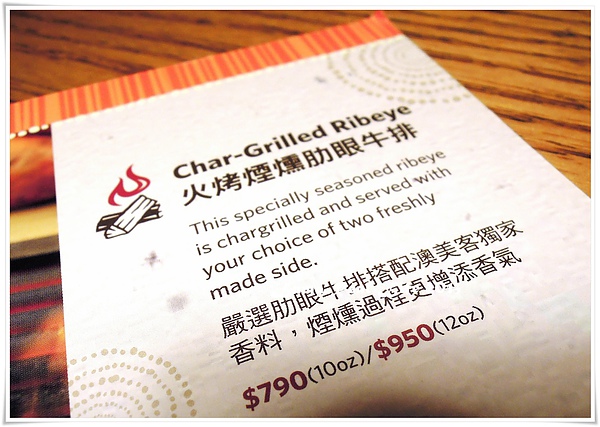 Char-Grilled Ribeye
火烤煙燻肋眼牛排
This specially seasoned ribeye
is chargrilled and served with
your choice of two freshly
made side.
嚴選肋眼牛排搭配澳美客獨家
香料，煙燻過程更增添香氣
$790(10oz)/$950(12oz)